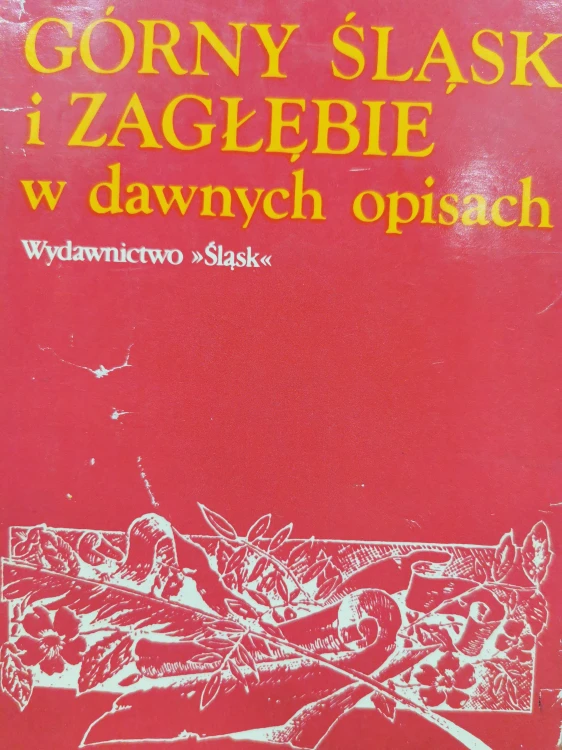 GÓRNY ŚLĄSK
i ZAGŁĘBIE
w dawnych opisach
Wydawnictwo »Śląsk«